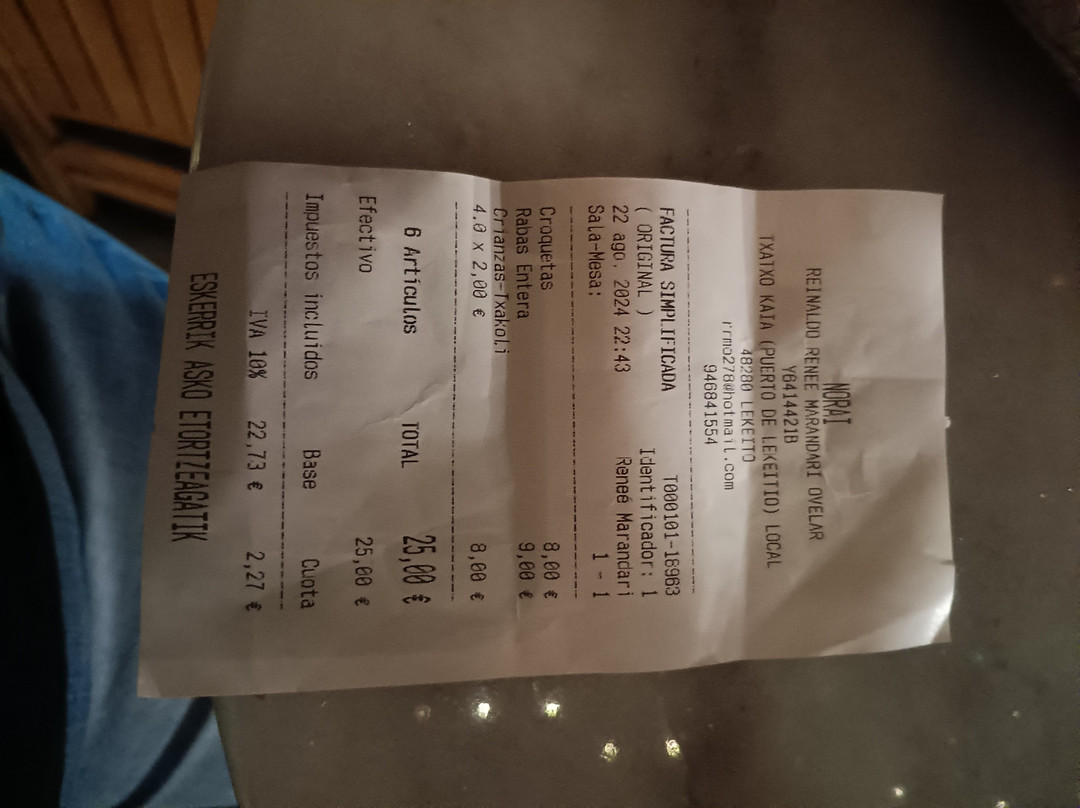 NORAI
REINALDO RENEE MARANDARI OVELAR
Y6414421B
TXATXO KAIA (PUERTO DE LEKEITIO) LOCAL
48280 LEKEITO
rrmo278@hotmail.com
946841554
FACTURA SIMPLIFICADA T000101-18963
( ORIGINAL ) Identificador: 1
22 ago. 2024 22:43 Reneé Marandari
Sala-Mesa: 1 - 1
Croquetas 8,00 €
Rabas Entera 9,00 €
Crianzas-Txakoli
4,0 x 2,00 € 8,00 €
6 Artículos TOTAL 25,00 €
Efectivo 25,00 €
Impuestos incluidos Base Cuota
IVA 10% 22,73 € 2,27 €
ESKERRIK ASKO ETORTZEAGATIK